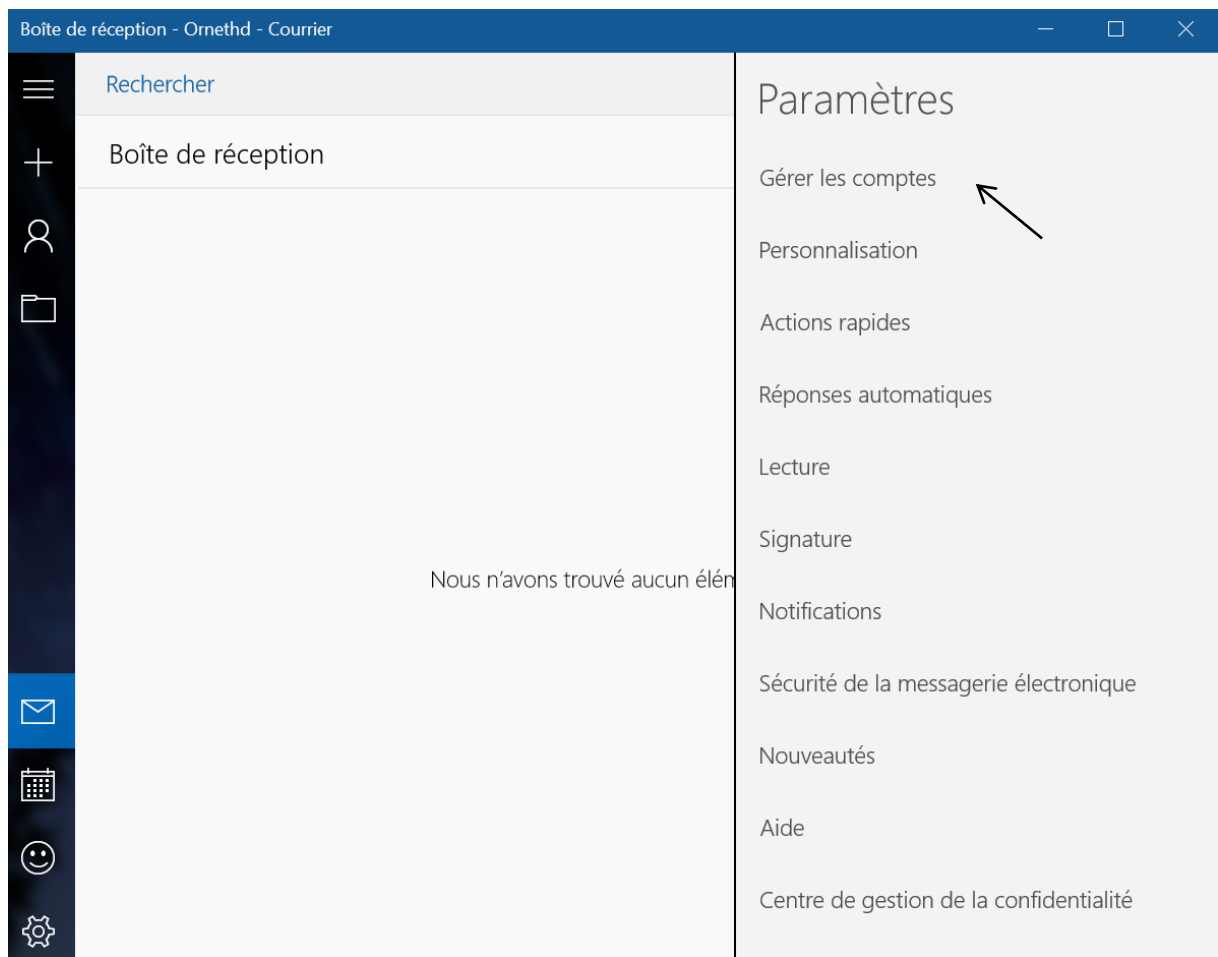 Boîte de réception - Ornethd - Courrier
Rechercher
Boîte de réception
Nous n’avons trouvé aucun élém
Paramètres
Gérer les comptes
Personnalisation
Actions rapides
Réponses automatiques
Lecture
Signature
Notifications
Sécurité de la messagerie électronique
Nouveautés
Aide
Centre de gestion de la confidentialité